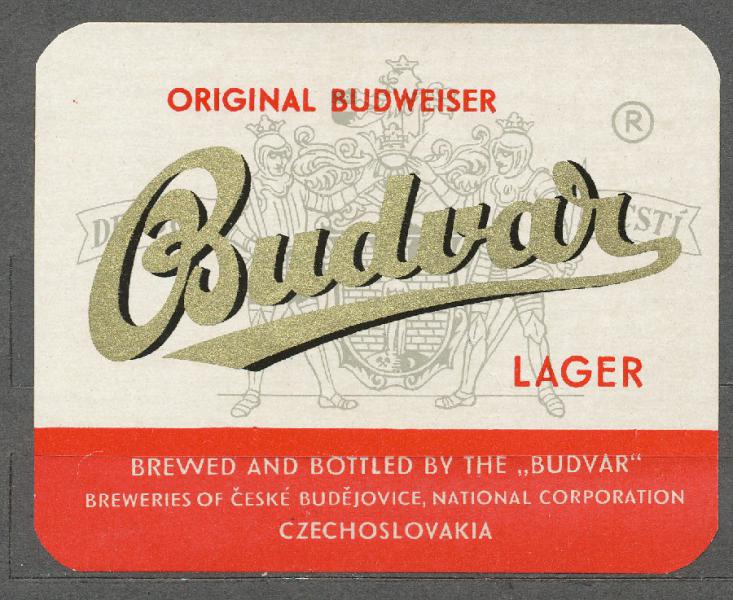 ORIGINAL BUDWEISER
®
Budvar
LAGER
BREWED AND BOTTLED BY THE „BUDVAR“
BREWERIES OF ČESKÉ BUDĚJOVICE, NATIONAL CORPORATION
CZECHOSLOVAKIA